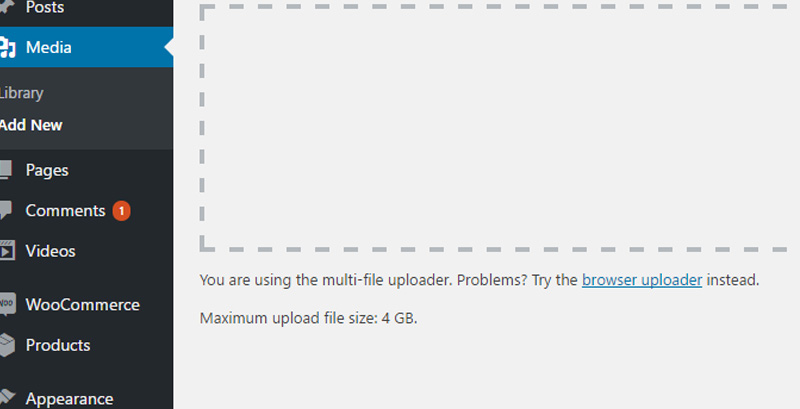 Posts
Media
Library
Add New
Pages
Comments 1
Videos
WOO WooCommerce
Products
Appearance
You are using the multi-file uploader. Problems? Try the browser uploader instead.
Maximum upload file size: 4 GB.